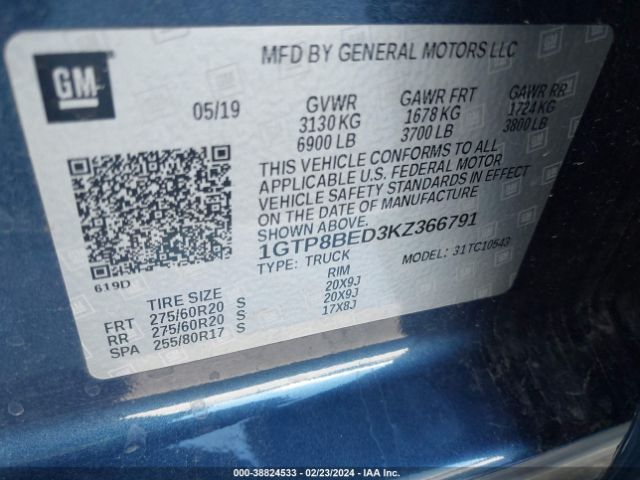 GM
MFD BY GENERAL MOTORS LLC
05/19
GVWR
3130 KG
6900 LB
GAWR FRT
1678 KG
3700 LB
GAWR RR
1724 KG
3800 LB
THIS VEHICLE CONFORMS TO ALL
APPLICABLE U.S. FEDERAL MOTOR
VEHICLE SAFETY STANDARDS IN EFFECT
ON THE DATE OF MANUFACTURE
SHOWN ABOVE.
1GTP8BED3KZ366791
TYPE: TRUCK
MODEL: 31TC10543
619D
TIRE SIZE
RIM
FRT 275/60R20 S 20X9J
RR 275/60R20 S 20X9J
SPA 255/80R17 S 17X8J
000-38824533 - 02/23/2024 - IAA Inc.